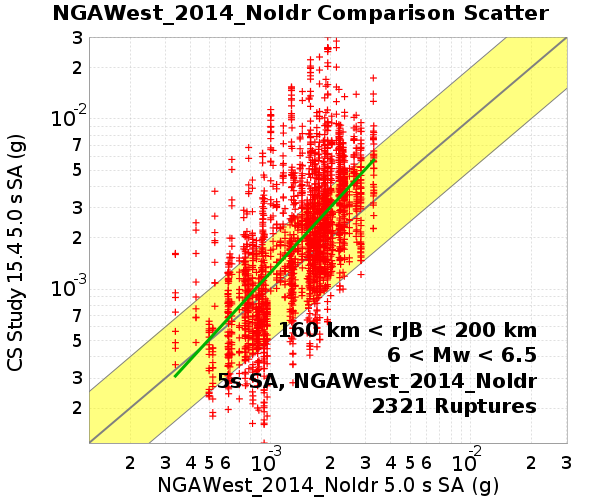 NGAWest_2014_NoIdr Comparison Scatter
CS Study 15.4 5.0 s SA (g)
3
2
10^-2
7
5
3
2
10^-3
7
5
3
2
160 km < rJB < 200 km
6 < Mw < 6.5
5s SA, NGAWest_2014_NoIdr
2321 Ruptures
2 3 4 5 6 10^-3 2 3 4 5 6 10^-2 2 3
NGAWest_2014_NoIdr 5.0 s SA (g)